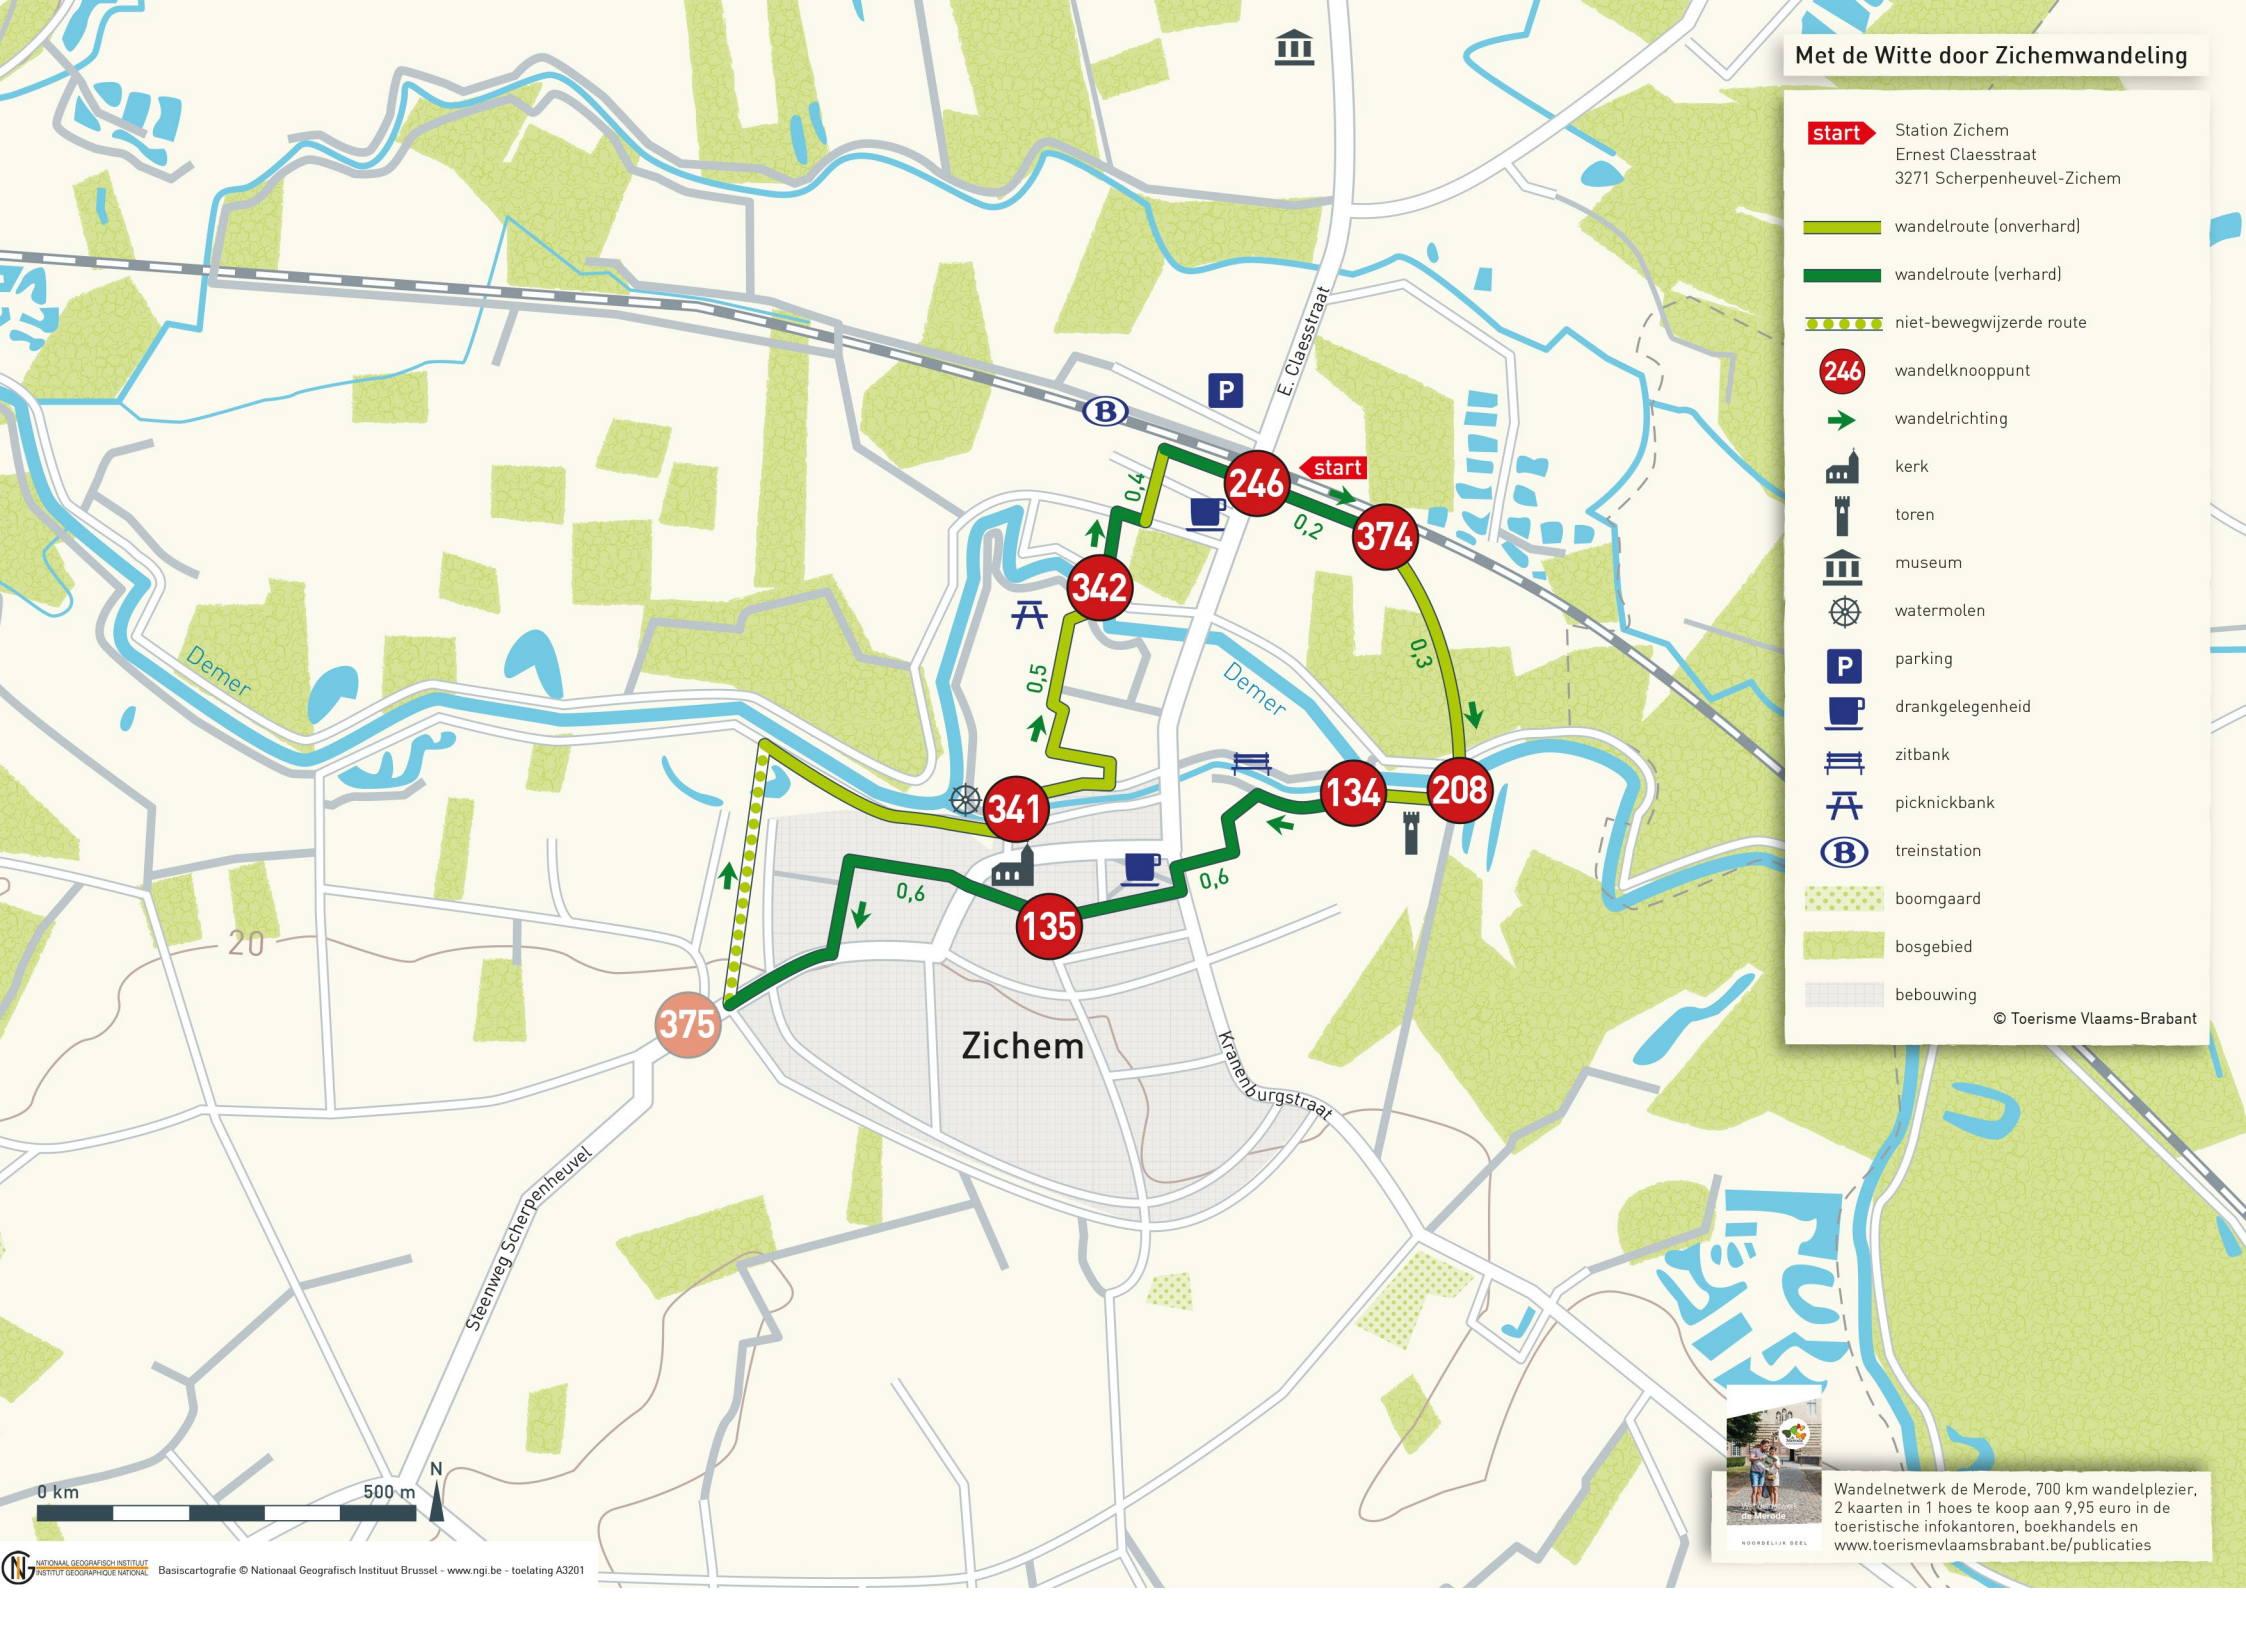 Met de Witte door Zichemwandeling
start
Station Zichem
Ernest Claesstraat
3271 Scherpenheuvel-Zichem
wandelroute (onverhard)
wandelroute (verhard)
niet-bewegwijzerde route
246
wandelknooppunt
wandelrichting
kerk
toren
museum
watermolen
P
parking
drankgelegenheid
zitbank
picknickbank
B
treinstation
boomgaard
bosgebied
bebouwing
© Toerisme Vlaams-Brabant
E. Claesstraat
P
B
start
246
0,4
0,2
374
342
0,3
0,5
Demer
Demer
341
134
208
0,6
0,6
135
20
375
Zichem
Kranenburgstraat
Steenweg Scherpenheuvel
N
0 km
500 m
NATIONAAL GEOGRAFISCH INSTITUUT
INSTITUT GEOGRAPHIQUE NATIONAL
Basiscartografie © Nationaal Geografisch Instituut Brussel - www.ngi.be - toelating A3201
Wandelnetwerk
de Merode
NOORDELIJK DEEL
Wandelnetwerk de Merode, 700 km wandelplezier,
2 kaarten in 1 hoes te koop aan 9,95 euro in de
toeristische infokantoren, boekhandels en
www.toerismevlaamsbrabant.be/publicaties